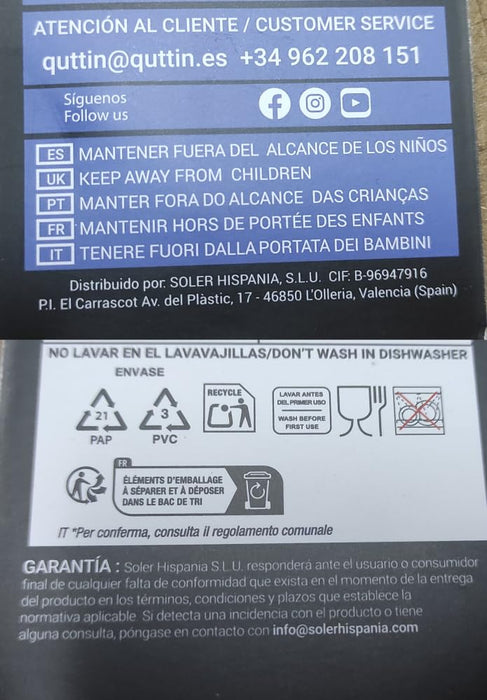 ATENCIÓN AL CLIENTE / CUSTOMER SERVICE
quttin@quttin.es +34 962 208 151
Síguenos
Follow us
ES MANTENER FUERA DEL ALCANCE DE LOS NIÑOS
UK KEEP AWAY FROM CHILDREN
PT MANTER FORA DO ALCANCE DAS CRIANÇAS
FR MANTENIR HORS DE PORTÉE DES ENFANTS
IT TENERE FUORI DALLA PORTATA DEI BAMBINI
Distribuido por: SOLER HISPANIA, S.L.U. CIF: B-96947916
P.I. El Carrascot Av. del Plàstic, 17 - 46850 L'Olleria, Valencia (Spain)
NO LAVAR EN EL LAVAVAJILLAS/DON'T WASH IN DISHWASHER
ENVASE
21
PAP
3
PVC
RECYCLE
LAVAR ANTES
DEL PRIMER USO
WASH BEFORE
FIRST USE
FR
ÉLÉMENTS D'EMBALLAGE
À SÉPARER ET À DÉPOSER
DANS LE BAC DE TRI
IT *Per conferma, consulta il regolamento comunale
GARANTÍA : Soler Hispania S.L.U. responderá ante el usuario o consumidor
final de cualquier falta de conformidad que exista en el momento de la entrega
del producto en los términos, condiciones y plazos que establece la
normativa aplicable. Si detecta una incidencia con el producto o tiene
alguna consulta, póngase en contacto con info@solerhispania.com